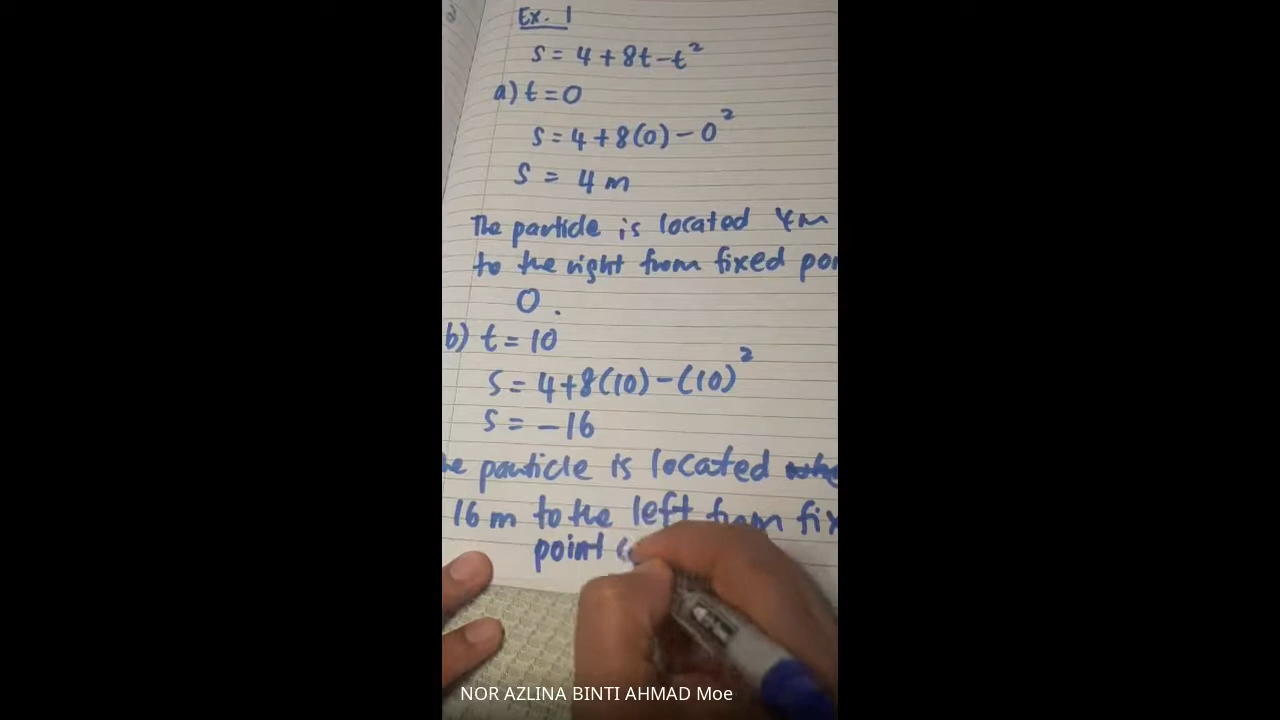 Ex. 1
s = 4 + 8t - t²
a) t = 0
s = 4 + 8(0) - 0²
s = 4 m
The particle is located 4m
to the right from fixed poi
O.
b) t = 10
s = 4+8(10) - (10)²
s = -16
he particle is located
16 m to the left from fix
point
NOR AZLINA BINTI AHMAD Moe